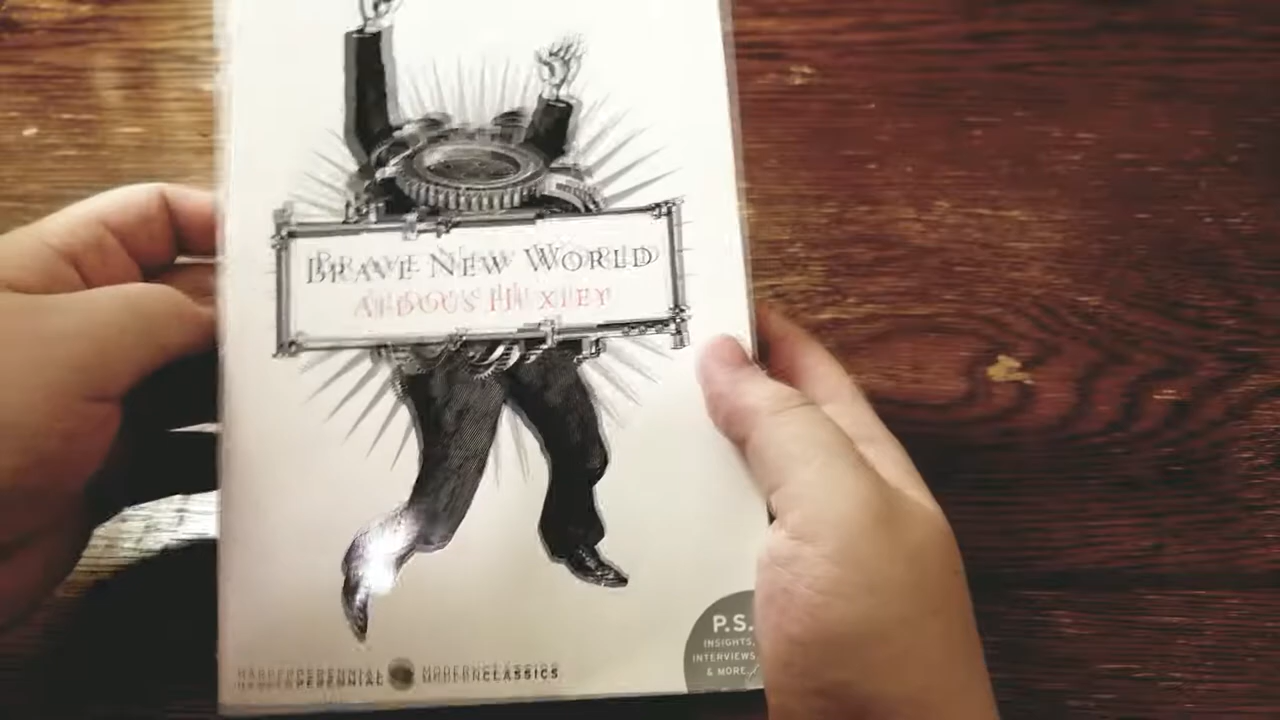 BRAVE NEW WORLD
ALDOUS HUXLEY
P.S.
INSIGHTS,
INTERVIEWS
& MORE...
HARPERPERENNIAL MODERNCLASSICS